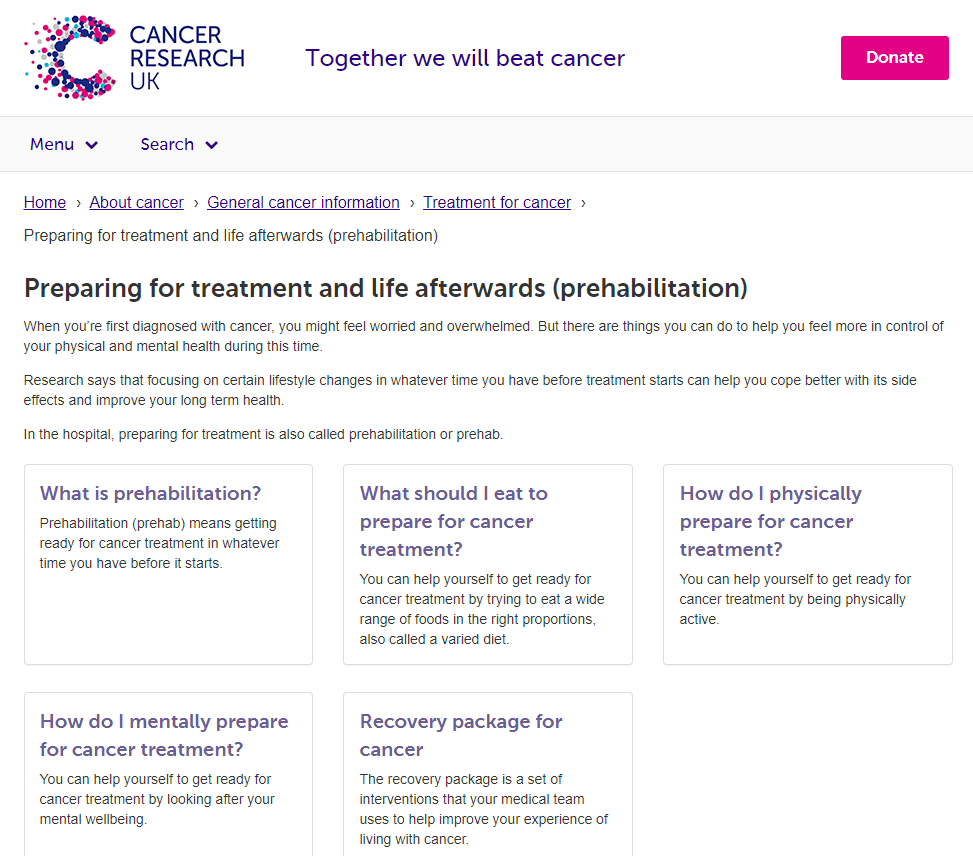 CANCER
RESEARCH
UK
Together we will beat cancer
Donate
Menu
Search
Home › About cancer › General cancer information › Treatment for cancer ›
Preparing for treatment and life afterwards (prehabilitation)
Preparing for treatment and life afterwards (prehabilitation)
When you’re first diagnosed with cancer, you might feel worried and overwhelmed. But there are things you can do to help you feel more in control of
your physical and mental health during this time.
Research says that focusing on certain lifestyle changes in whatever time you have before treatment starts can help you cope better with its side
effects and improve your long term health.
In the hospital, preparing for treatment is also called prehabilitation or prehab.
What is prehabilitation?
Prehabilitation (prehab) means getting
ready for cancer treatment in whatever
time you have before it starts.
What should I eat to
prepare for cancer
treatment?
You can help yourself to get ready for
cancer treatment by trying to eat a wide
range of foods in the right proportions,
also called a varied diet.
How do I physically
prepare for cancer
treatment?
You can help yourself to get ready for
cancer treatment by being physically
active.
How do I mentally prepare
for cancer treatment?
You can help yourself to get ready for
cancer treatment by looking after your
mental wellbeing.
Recovery package for
cancer
The recovery package is a set of
interventions that your medical team
uses to help improve your experience of
living with cancer.